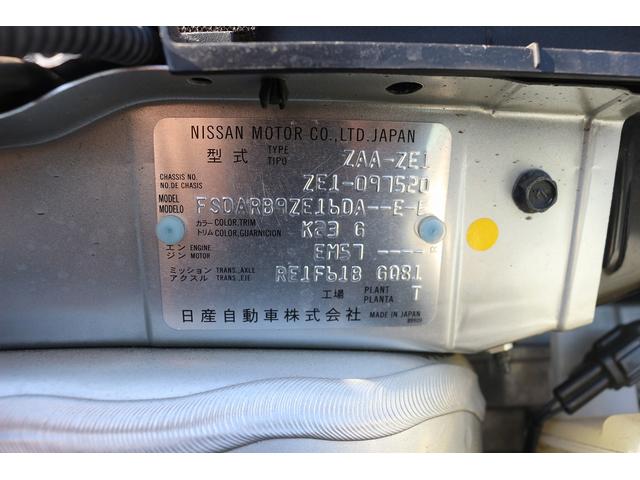 NISSAN MOTOR CO.,LTD.JAPAN
型式 TYPE TIPO ZAA-ZE1
CHASSIS NO. NO.DE CHASIS ZE1-097520
MODEL MODELO FSDARB9ZE16DA--E-E
カラー COLOR,TRIM トリム COLOR,GUARNICION K23 G
エンジン ENGINE MOTOR EM57 ----
ミッション TRANS.,AXLE アクスル TRANS.,EJE RE1F61B GQ81
工場 PLANT PLANTA T
日産自動車株式会社 MADE IN JAPAN